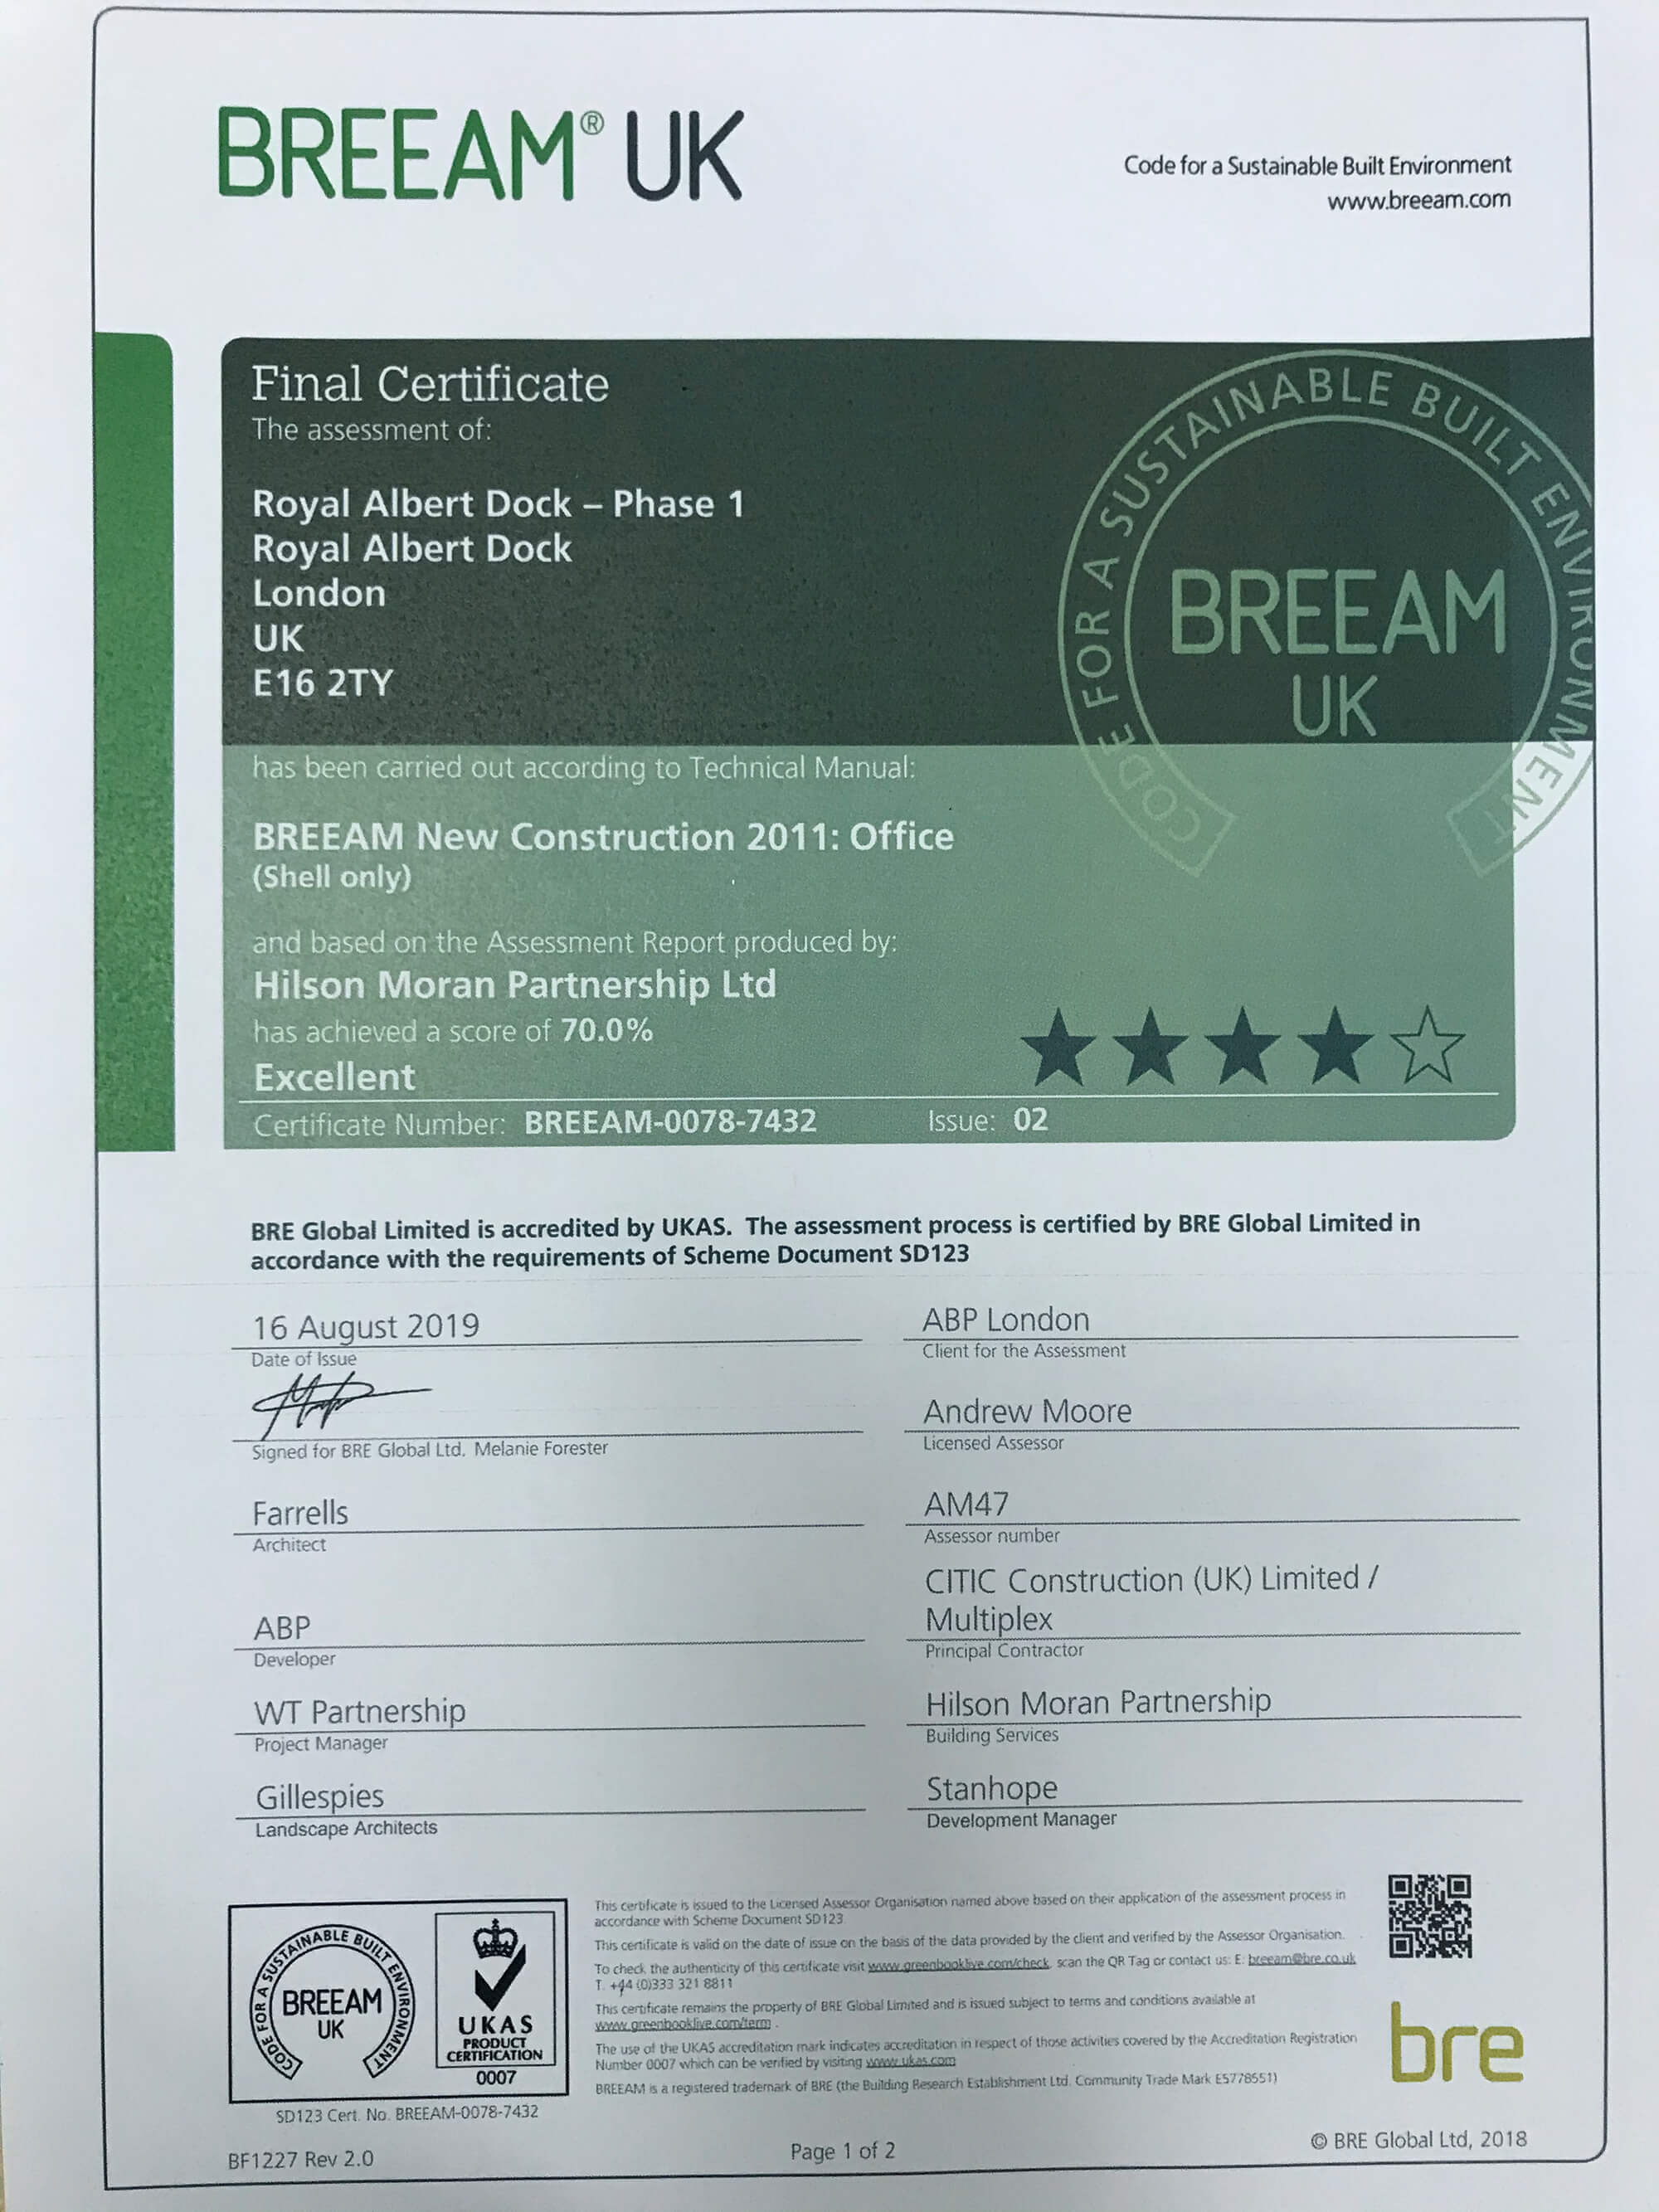 BREEAM® UK
Code for a Sustainable Built Environment
www.breeam.com
Final Certificate
The assessment of:
Royal Albert Dock – Phase 1
Royal Albert Dock
London
UK
E16 2TY
CODE FOR A SUSTAINABLE BUILT ENVIRONMENT
BREEAM
UK
has been carried out according to Technical Manual:
BREEAM New Construction 2011: Office
(Shell only)
and based on the Assessment Report produced by:
Hilson Moran Partnership Ltd
has achieved a score of 70.0%
Excellent
Certificate Number: BREEAM-0078-7432 Issue: 02
BRE Global Limited is accredited by UKAS. The assessment process is certified by BRE Global Limited in
accordance with the requirements of Scheme Document SD123
16 August 2019
Date of Issue
ABP London
Client for the Assessment
Signed for BRE Global Ltd. Melanie Forester
Andrew Moore
Licensed Assessor
Farrells
Architect
AM47
Assessor number
ABP
Developer
CITIC Construction (UK) Limited /
Multiplex
Principal Contractor
WT Partnership
Project Manager
Hilson Moran Partnership
Building Services
Gillespies
Landscape Architects
Stanhope
Development Manager
CODE FOR A SUSTAINABLE BUILT ENVIRONMENT
BREEAM
UK
UKAS
PRODUCT
CERTIFICATION
0007
SD123 Cert. No. BREEAM-0078-7432
This certificate is issued to the Licensed Assessor Organisation named above based on their application of the assessment process in
accordance with Scheme Document SD123
This certificate is valid on the date of issue on the basis of the data provided by the client and verified by the Assessor Organisation.
To check the authenticity of this certificate visit www.greenbooklive.com/check, scan the QR Tag or contact us: E: breeam@bre.co.uk
T. +44 (0)333 321 8811
This certificate remains the property of BRE Global Limited and is issued subject to terms and conditions available at
www.greenbooklive.com/term .
The use of the UKAS accreditation mark indicates accreditation in respect of those activities covered by the Accreditation Registration
Number 0007 which can be verified by visiting www.ukas.com
BREEAM is a registered trademark of BRE (the Building Research Establishment Ltd. Community Trade Mark E5778551)
bre
BF1227 Rev 2.0
Page 1 of 2
© BRE Global Ltd, 2018